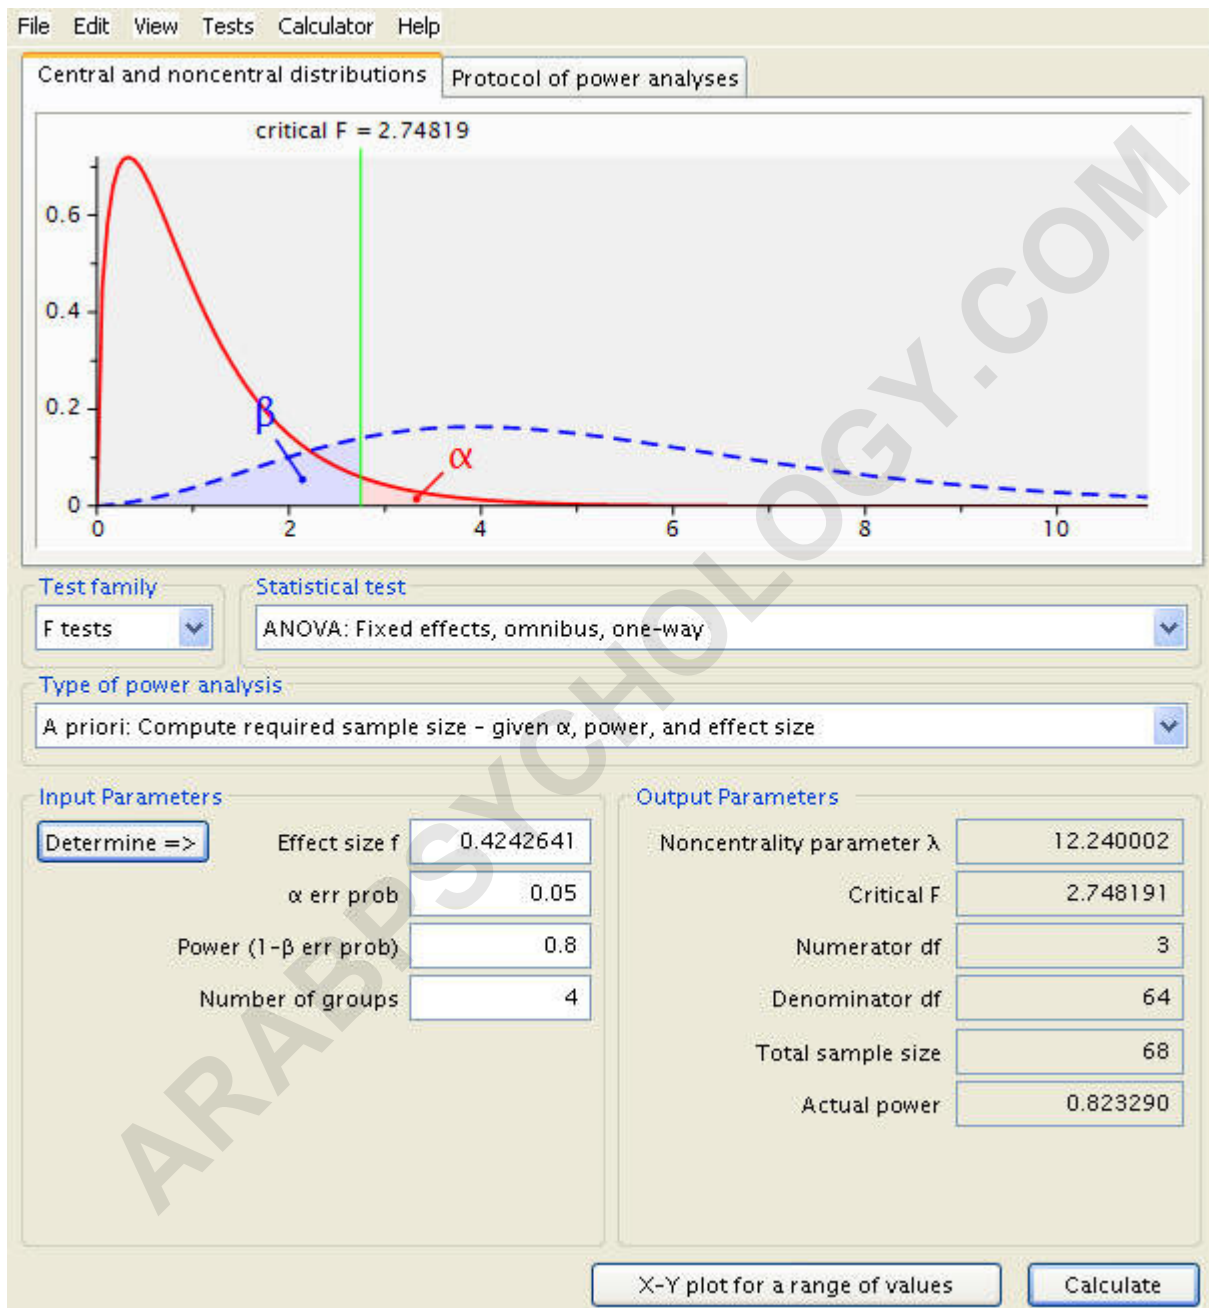 File Edit View Tests Calculator Help
Central and noncentral distributions Protocol of power analyses
critical F = 2.74819
0.6
0.4
0.2
0
β
α
0 2 4 6 8 10
Test family Statistical test
F tests ANOVA: Fixed effects, omnibus, one-way
Type of power analysis
A priori: Compute required sample size – given α, power, and effect size
Input Parameters
Determine => Effect size f 0.4242641
α err prob 0.05
Power (1-β err prob) 0.8
Number of groups 4
Output Parameters
Noncentrality parameter λ 12.240002
Critical F 2.748191
Numerator df 3
Denominator df 64
Total sample size 68
Actual power 0.823290
X-Y plot for a range of values Calculate
ARABPSYCHOLOGY.COM